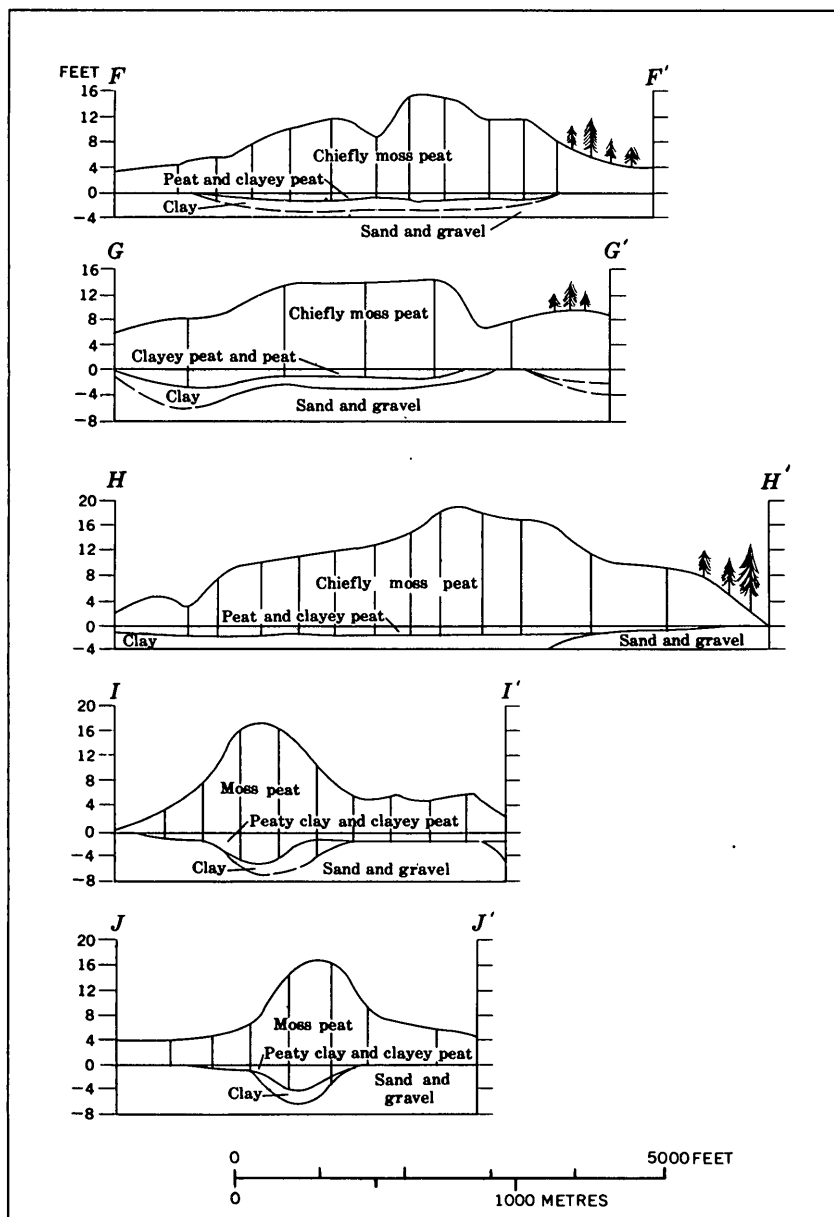 FEET F F'
16
12
8
4
0
-4
Chiefly moss peat
Peat and clayey peat
Clay
Sand and gravel
G G'
16
12
8
4
0
-4
-8
Chiefly moss peat
Clayey peat and peat
Clay
Sand and gravel
H H'
20
16
12
8
4
0
-4
Chiefly moss peat
Peat and clayey peat
Clay
Sand and gravel
I I'
20
16
12
8
4
0
-4
-8
Moss peat
Peaty clay and clayey peat
Clay
Sand and gravel
J J'
20
16
12
8
4
0
-4
-8
Moss peat
Peaty clay and clayey peat
Clay
Sand and
gravel
0 5000 FEET
0 1000 METRES